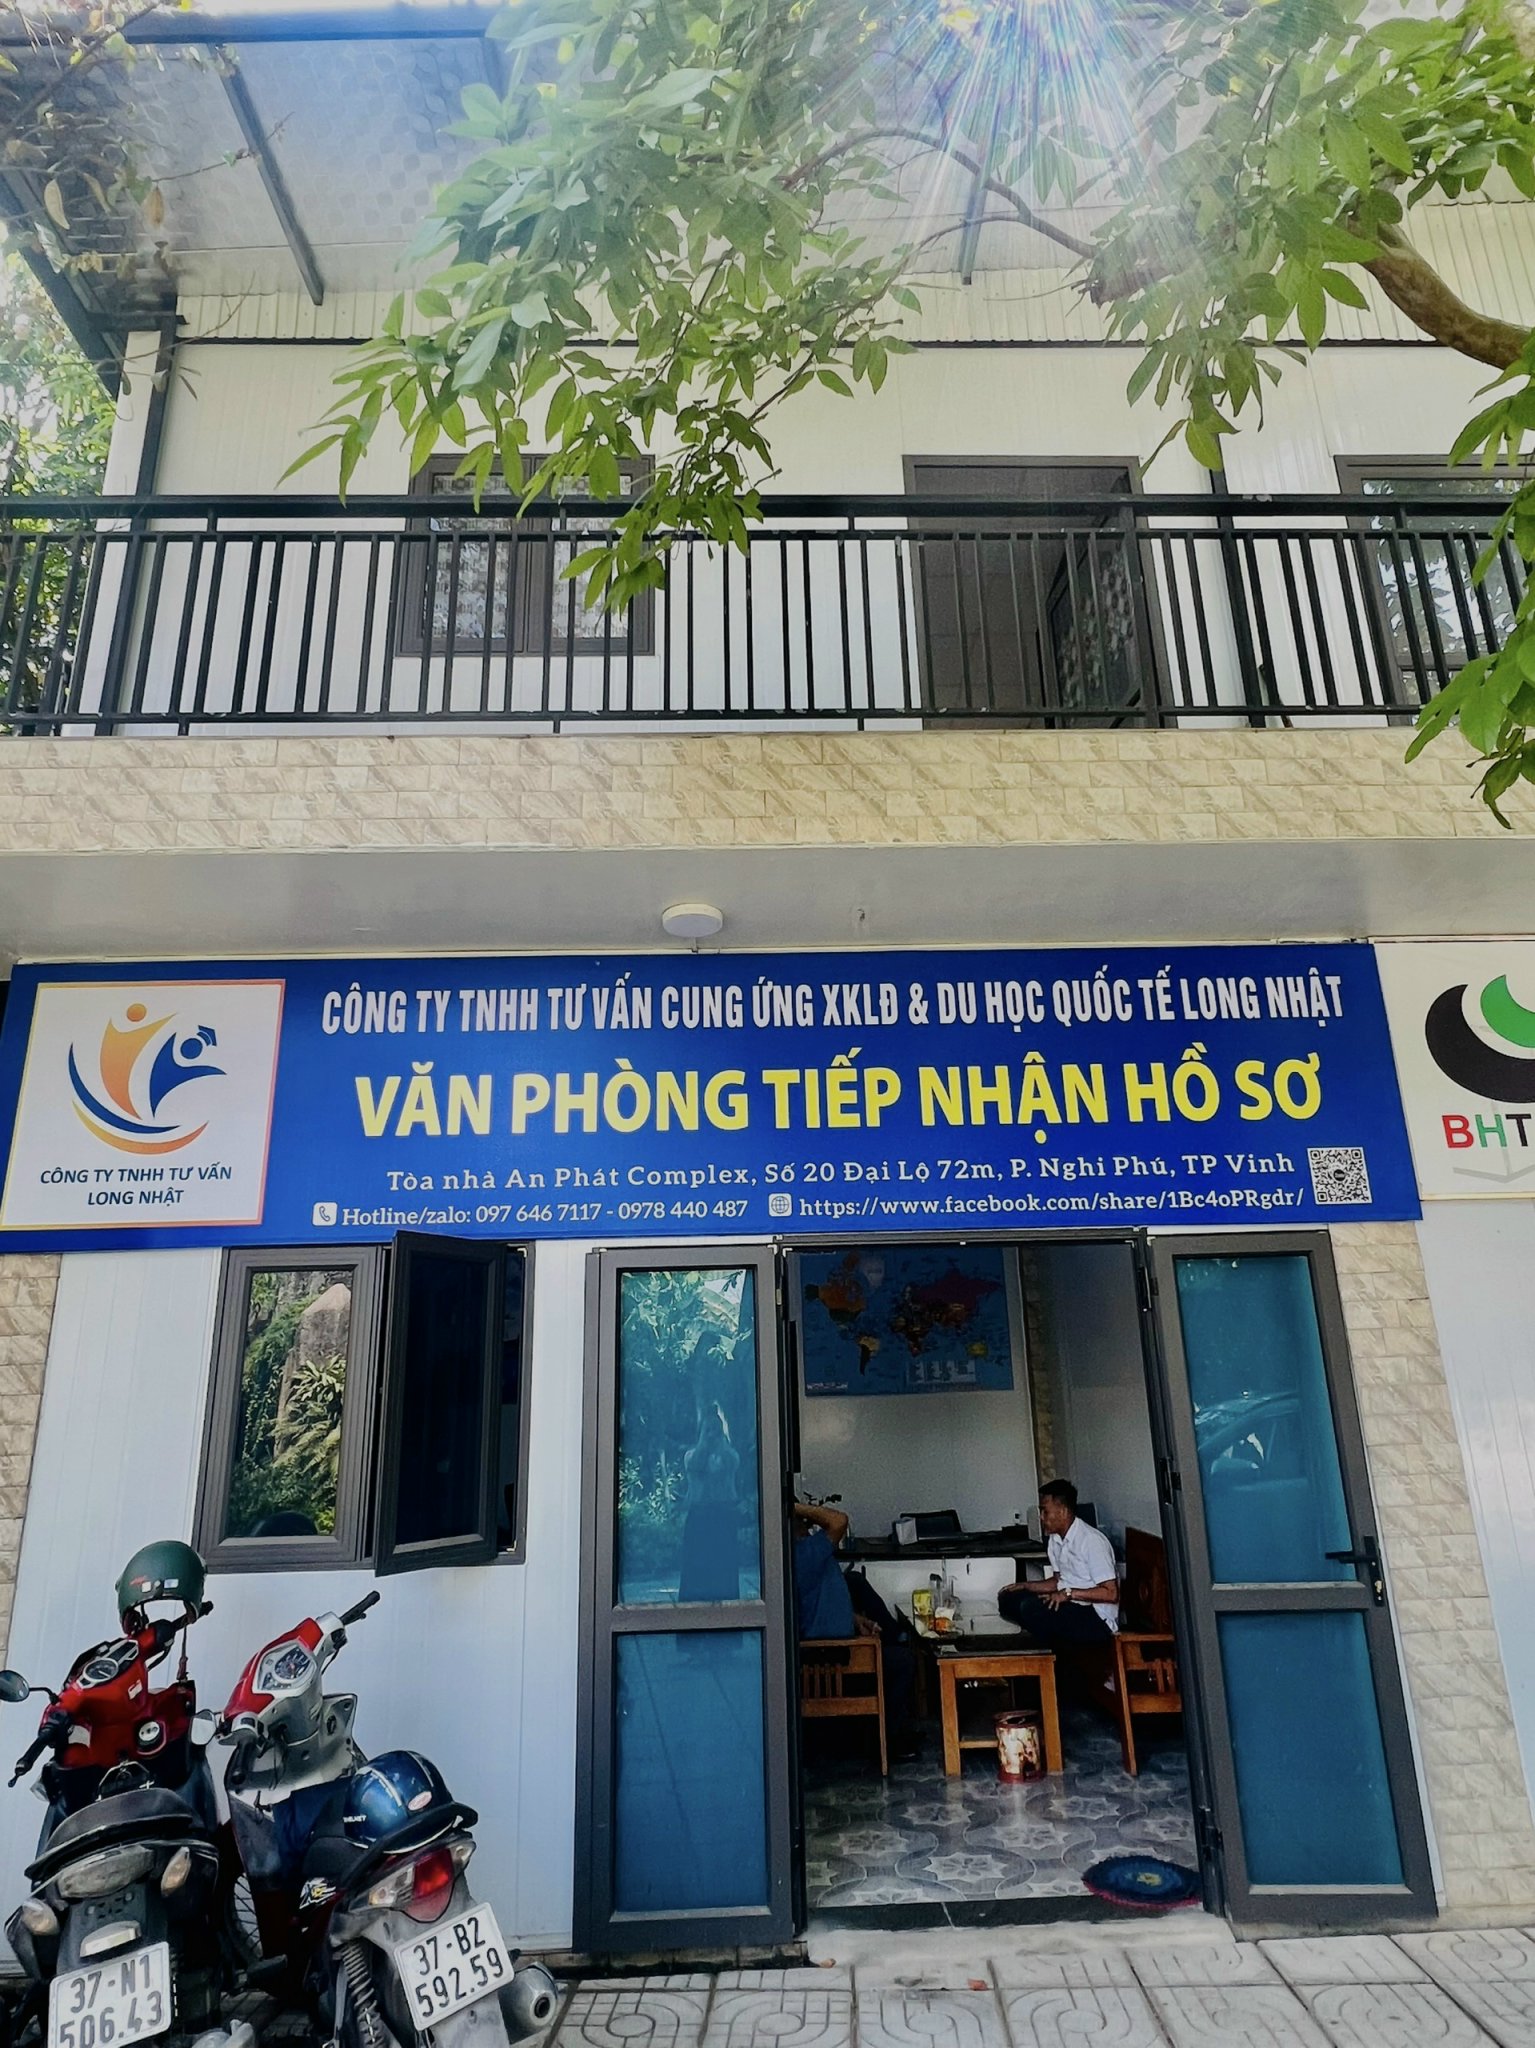 CÔNG TY TNHH TƯ VẤN CUNG ỨNG XKLĐ & DU HỌC QUỐC TẾ LONG NHẬT
VĂN PHÒNG TIẾP NHẬN HỒ SƠ
Tòa nhà An Phát Complex, Số 20 Đại Lộ 72m, P. Nghi Phú, TP Vinh
Hotline/zalo: 097 646 7117 - 0978 440 487 https://www.facebook.com/share/1Bc4oPRgdr/
CÔNG TY TNHH TƯ VẤN
LONG NHẬT
BHT
37-N1
506.43
37-B2
592.59